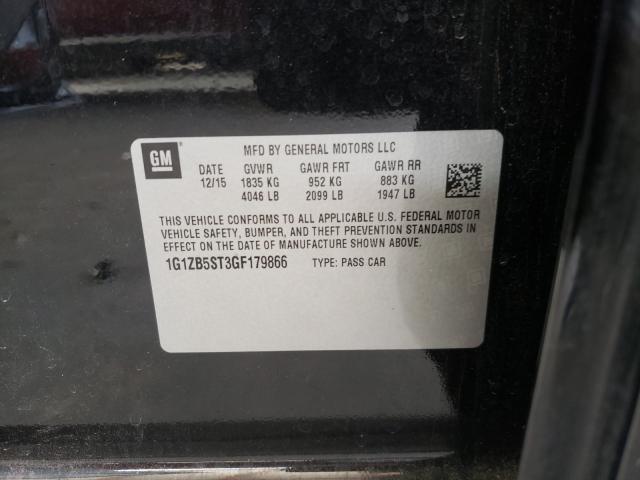 GM
MFD BY GENERAL MOTORS LLC
DATE GVWR GAWR FRT GAWR RR
12/15 1835 KG 952 KG 883 KG
4046 LB 2099 LB 1947 LB
THIS VEHICLE CONFORMS TO ALL APPLICABLE U.S. FEDERAL MOTOR
VEHICLE SAFETY, BUMPER, AND THEFT PREVENTION STANDARDS IN
EFFECT ON THE DATE OF MANUFACTURE SHOWN ABOVE.
1G1ZB5ST3GF179866 TYPE: PASS CAR